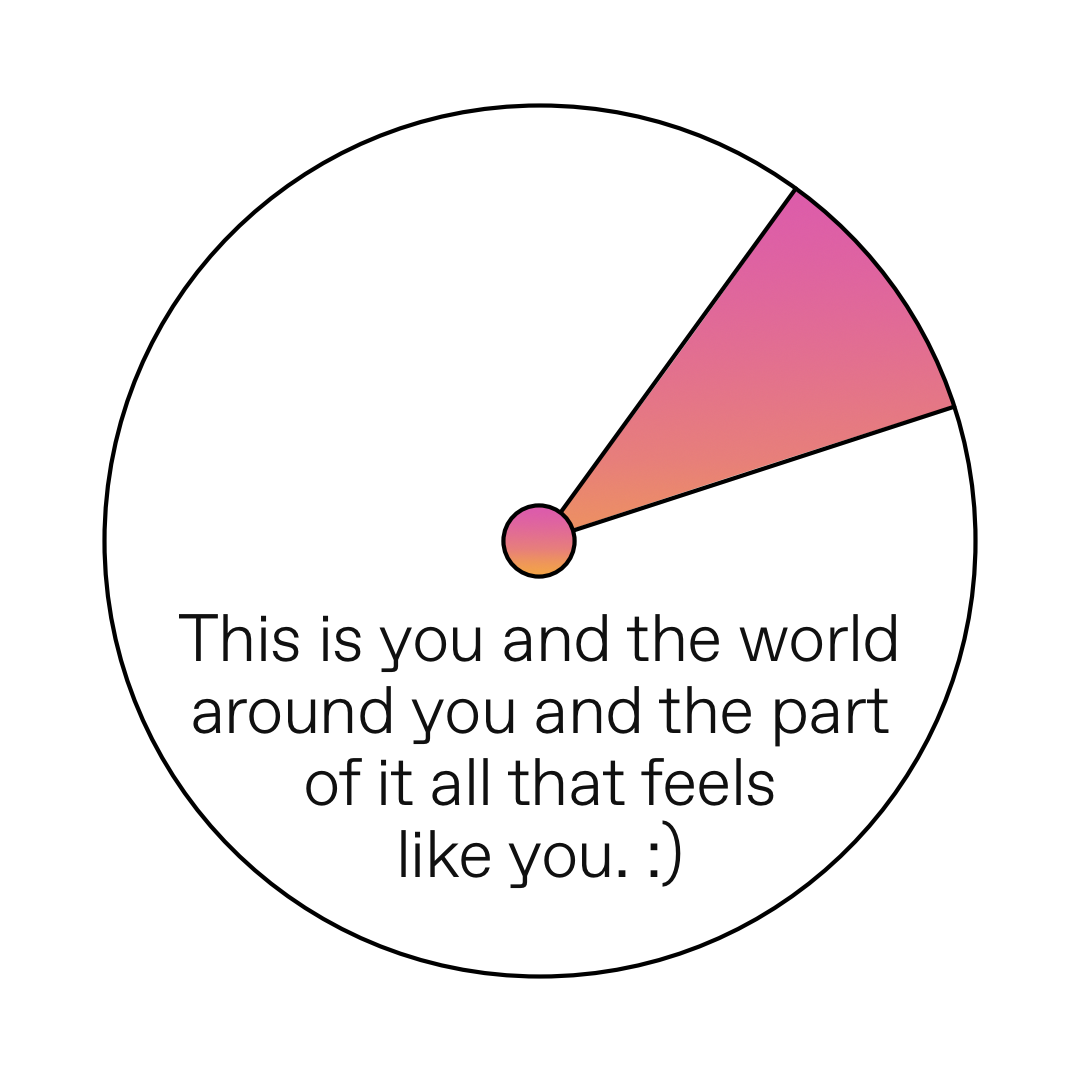 This is you and the world
around you and the part
of it all that feels
like you. :)